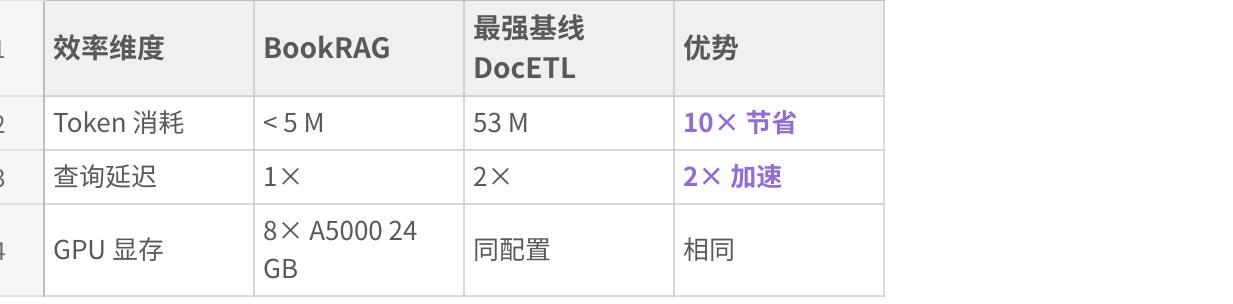 1
效率维度
BookRAG
最强基线
DocETL
优势
2
Token 消耗
< 5 M
53 M
10× 节省
3
查询延迟
1×
2×
2× 加速
4
GPU 显存
8× A5000 24
GB
同配置
相同